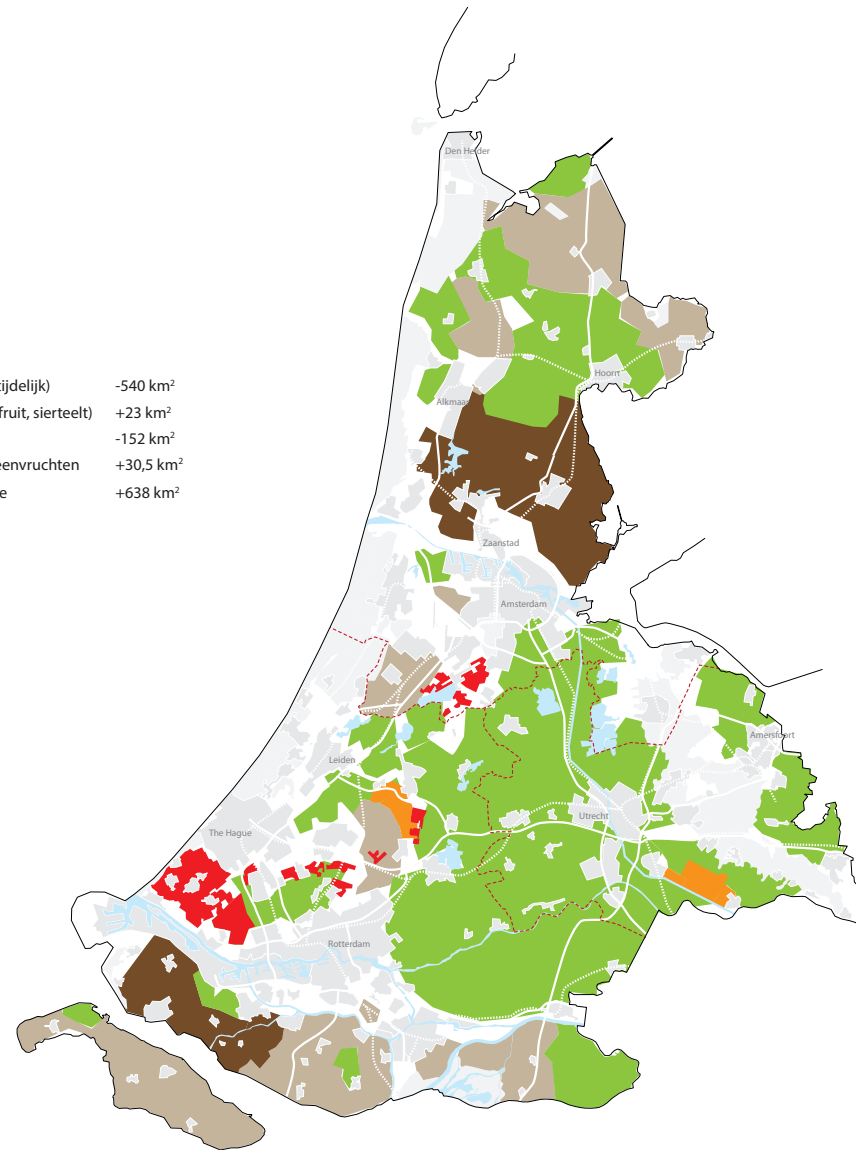 Den Helder
Hoorn
Alkmaar
ijdelijk) -540 km²
fruit, sierteelt) +23 km²
-152 km²
eenvruchten +30,5 km²
e +638 km²
Zaanstad
Amsterdam
Amersfoort
Leiden
Utrecht
The Hague
Rotterdam